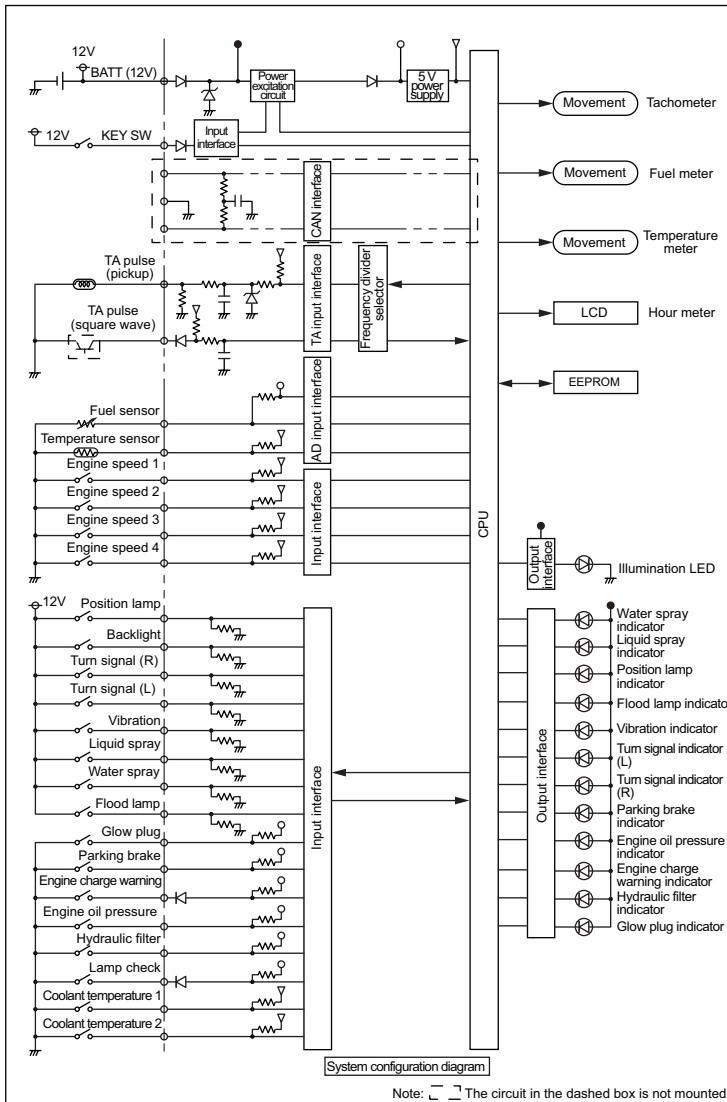 12V
BATT (12V)
Power
excitation
circuit
5 V
power
supply
12V
KEY SW
Input
interface
CAN interface
TA pulse
(pickup)
TA pulse
(square wave)
TA input interface
Frequency divider
selector
Fuel sensor
Temperature sensor
AD input interface
Engine speed 1
Engine speed 2
Engine speed 3
Engine speed 4
Input interface
12V
Position lamp
Backlight
Turn signal (R)
Turn signal (L)
Vibration
Liquid spray
Water spray
Flood lamp
Glow plug
Parking brake
Engine charge warning
Engine oil pressure
Hydraulic filter
Lamp check
Coolant temperature 1
Coolant temperature 2
Input interface
CPU
Movement
Tachometer
Movement
Fuel meter
Movement
Temperature
meter
LCD
Hour meter
EEPROM
Output
interface
Illumination LED
Output interface
Water spray
indicator
Liquid spray
indicator
Position lamp
indicator
Flood lamp indicator
Vibration indicator
Turn signal indicator
(L)
Turn signal indicator
(R)
Parking brake
indicator
Engine oil pressure
indicator
Engine charge
warning indicator
Hydraulic filter
indicator
Glow plug indicator
System configuration diagram
Note: The circuit in the dashed box is not mounted